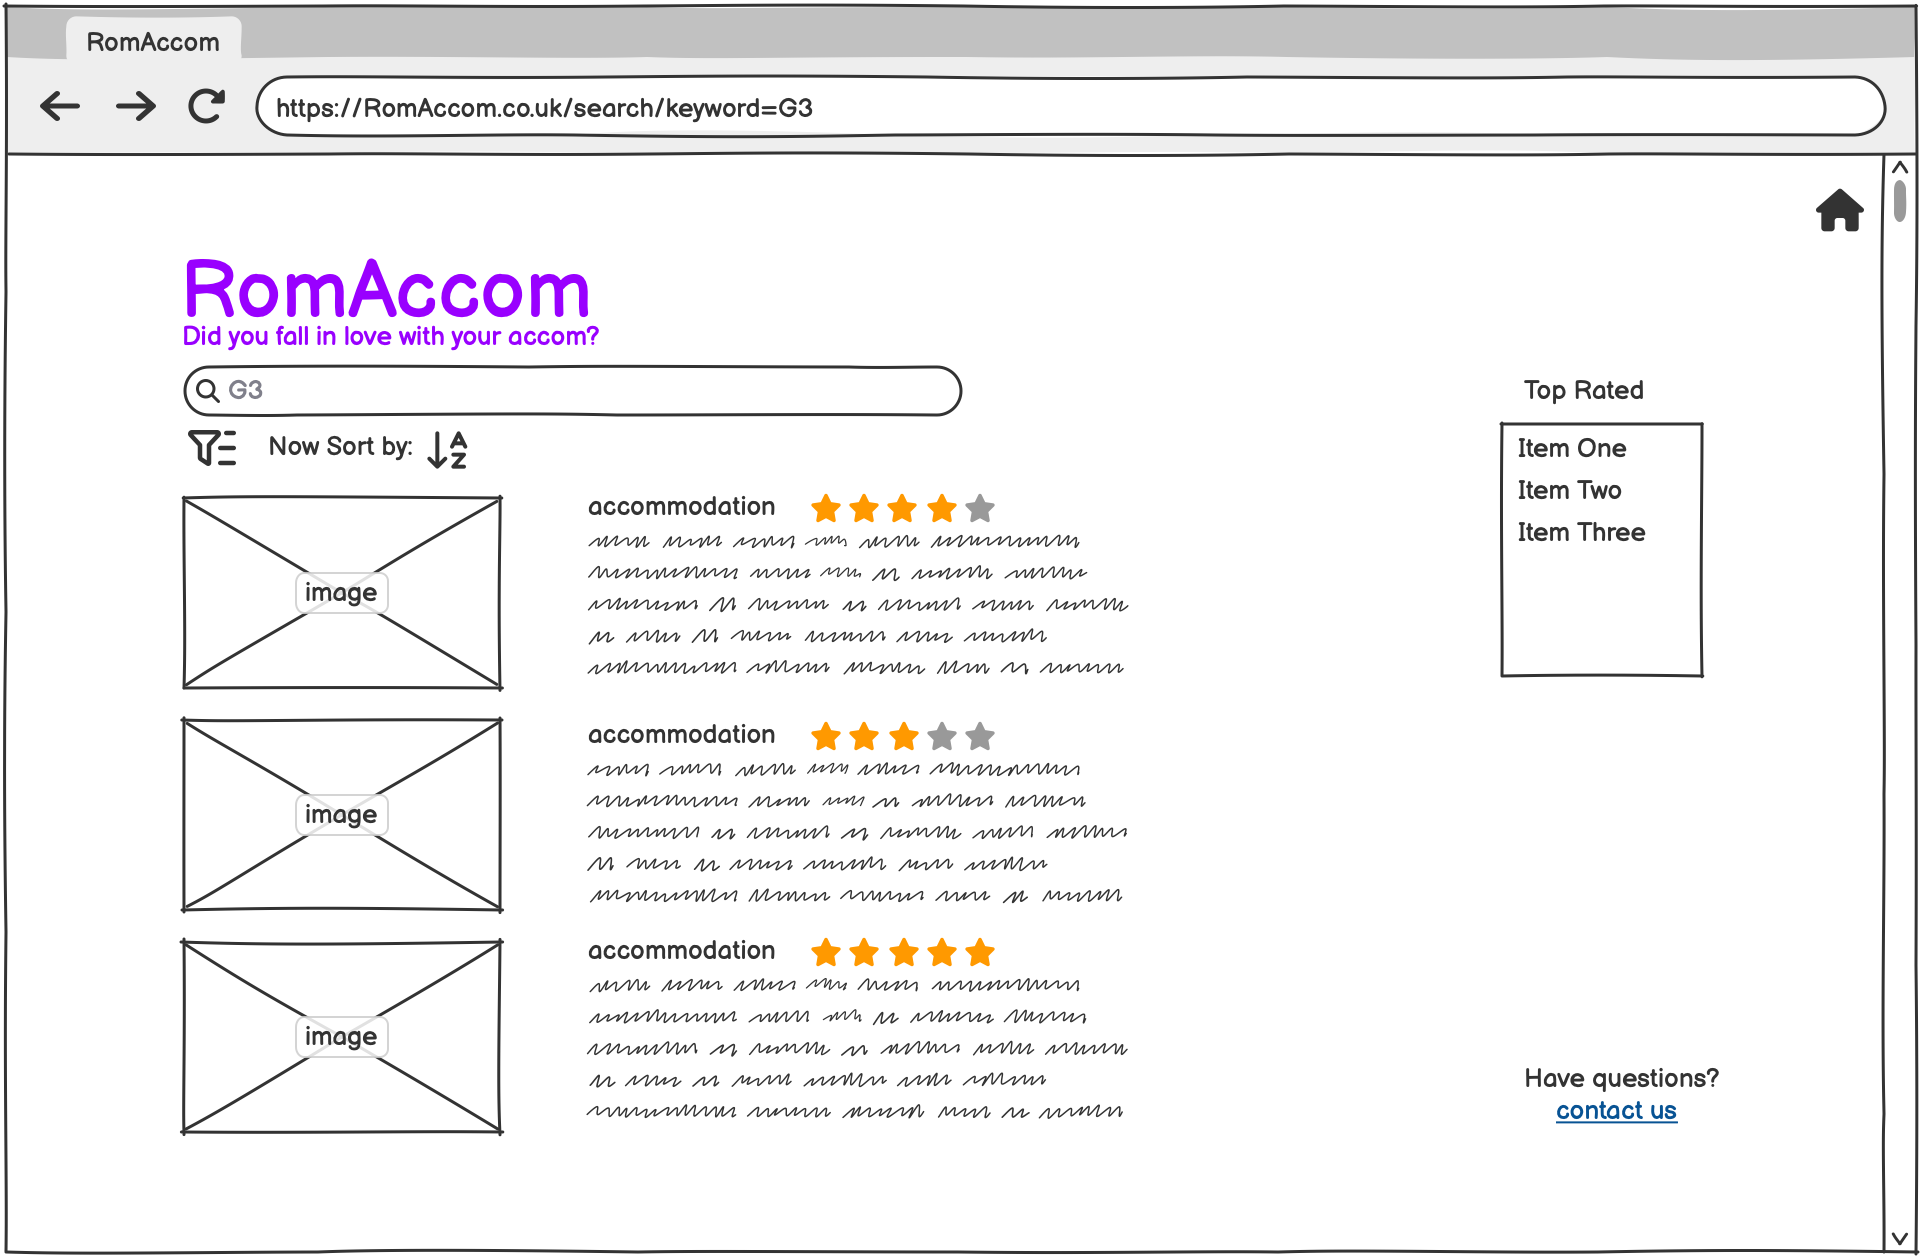 RomAccom
https://RomAccom.co.uk/search/keyword=G3
RomAccom
Did you fall in love with your accom?
G3
Now Sort by:
A
Z
Top Rated
Item One
Item Two
Item Three
image
accommodation
image
accommodation
image
accommodation
Have questions?
contact us